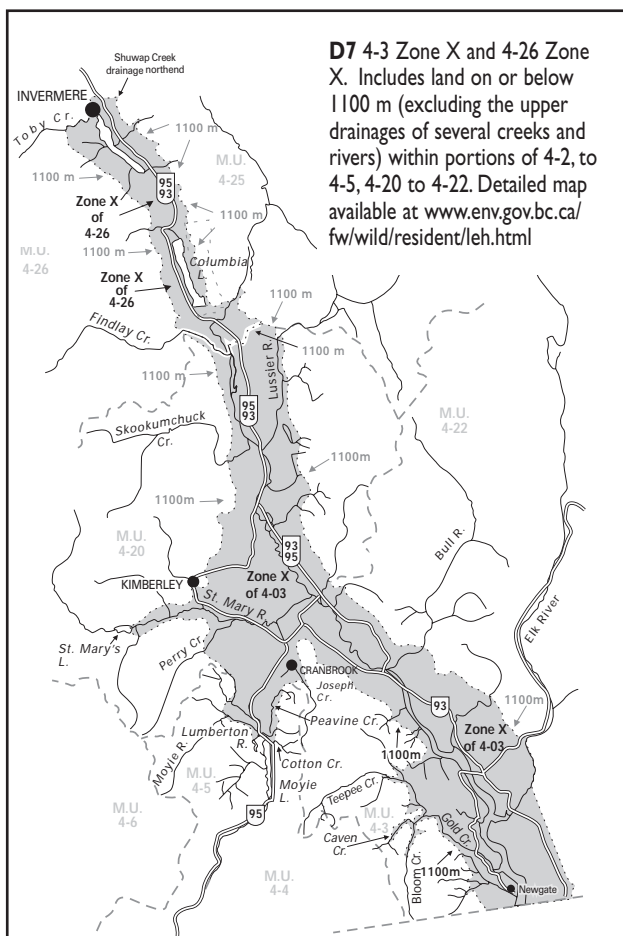 D7 4-3 Zone X and 4-26 Zone
X. Includes land on or below
1100 m (excluding the upper
drainages of several creeks and
rivers) within portions of 4-2, to
4-5, 4-20 to 4-22. Detailed map
available at www.env.gov.bc.ca/
fw/wild/resident/leh.html
Shuwap Creek
drainage northend
INVERMERE
Toby Cr.
1100 m
M.U.
4-25
1100 m
1100 m
95
93
Zone X
of
4-26
1100 m
1100 m
M.U.
4-26
Columbia
L.
Zone X
of
4-26
1100 m
Findlay Cr.
1100 m
Lussier R.
1100 m
95
93
M.U.
4-22
Skookumchuck
Cr.
1100m
1100m
M.U.
4-20
93
95
Bull R.
KIMBERLEY
Zone X
of 4-03
St. Mary R.
Elk River
St. Mary's
L.
Perry Cr.
CRANBROOK
Joseph
Cr.
93
1100m
Zone X
of 4-03
Peavine Cr.
Lumberton
R.
1100m
Moyie R.
Cotton Cr.
M.U.
4-5
Moyie
L.
Teepee Cr.
M.U.
4-6
95
M.U.
4-3
Gold Cr.
Caven
Cr.
Bloom Cr.
1100m
M.U.
4-4
Newgate